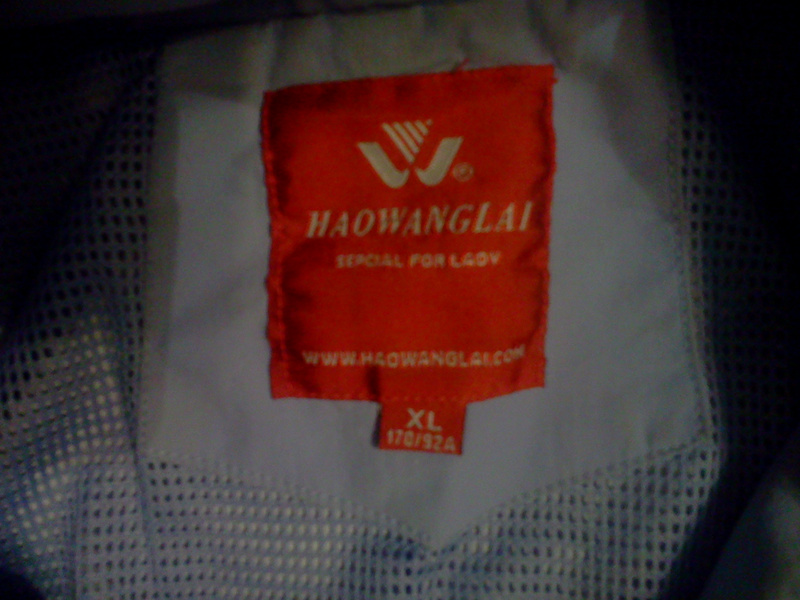 ®
HAOWANGLAI
SEPCIAL FOR LADY
WWW.HAOWANGLAI.COM
XL
170/92A